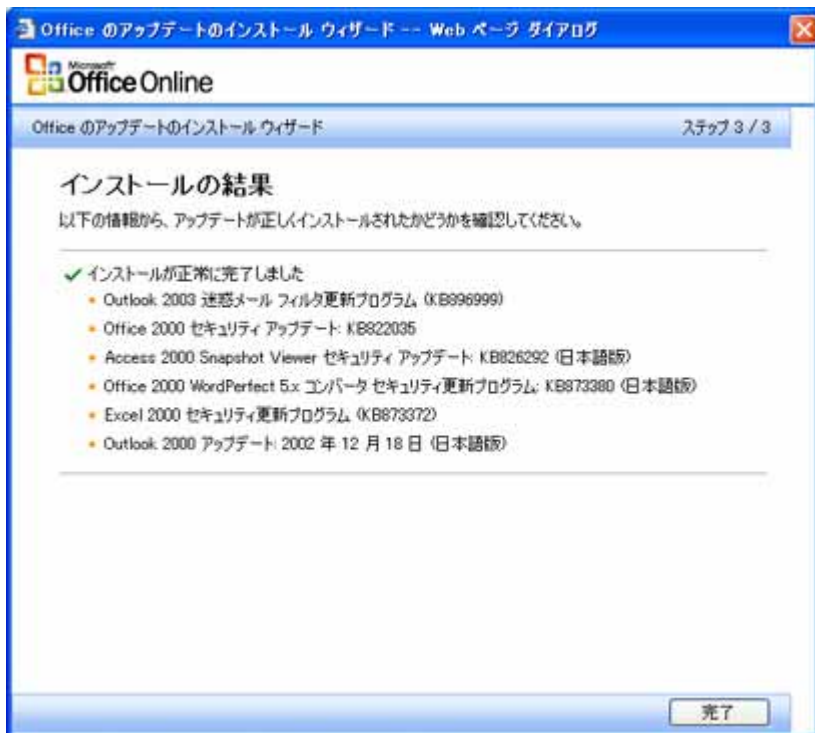 Office のアップデートのインストール ウィザード -- Web ページ ダイアログ
Microsoft
Office Online
Office のアップデートのインストール ウィザード
ステップ 3 / 3
インストールの結果
以下の情報から、アップデートが正しくインストールされたかどうかを確認してください。
インストールが正常に完了しました
Outlook 2003 迷惑メール フィルタ更新プログラム (KB896999)
Office 2000 セキュリティ アップデート: KB822035
Access 2000 Snapshot Viewer セキュリティ アップデート: KB826292 (日本語版)
Office 2000 WordPerfect 5.x コンバータ セキュリティ更新プログラム: KB873380 (日本語版)
Excel 2000 セキュリティ更新プログラム (KB873372)
Outlook 2000 アップデート: 2002 年 12 月 18 日 (日本語版)
完了